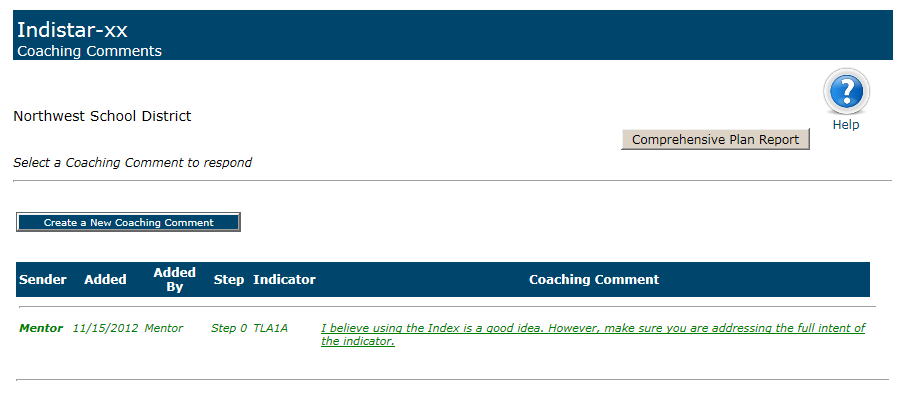 Indistar-xx
Coaching Comments
?
Help
Northwest School District
Comprehensive Plan Report
Select a Coaching Comment to respond
Create a New Coaching Comment
Sender Added Added By Step Indicator Coaching Comment
Mentor 11/15/2012 Mentor Step 0 TLA1A I believe using the Index is a good idea. However, make sure you are addressing the full intent of
the indicator.